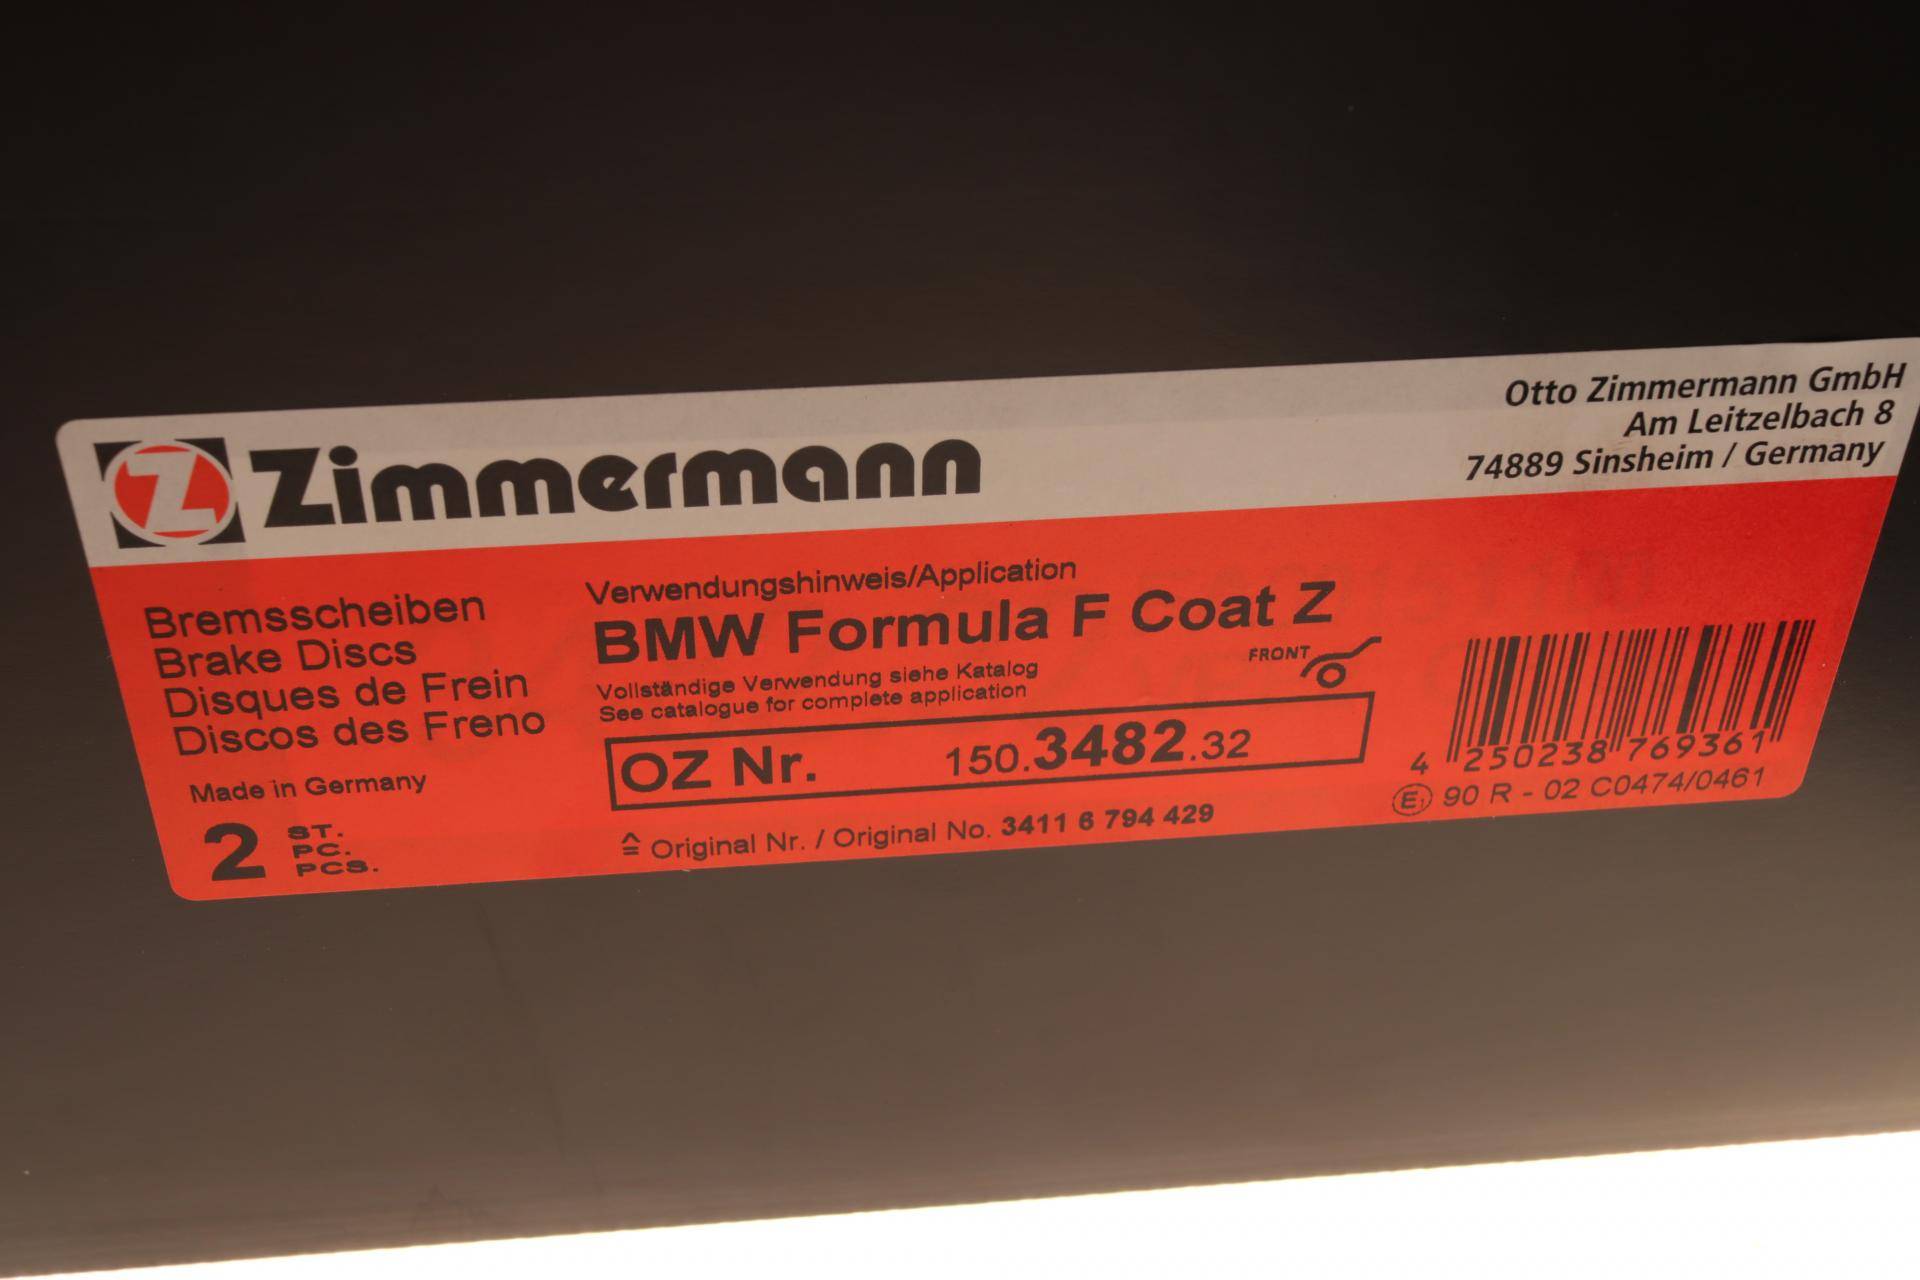 Zimmermann
Otto Zimmermann GmbH
Am Leitzelbach 8
74889 Sinsheim / Germany
Bremsscheiben
Brake Discs
Disques de Frein
Discos des Freno
Made in Germany
2 ST.
PC.
PCS.
Verwendungshinweis/Application
BMW Formula F Coat Z
Vollständige Verwendung siehe Katalog
See catalogue for complete application
FRONT
OZ Nr. 150.3482.32
≙ Original Nr. / Original No. 3411 6 794 429
4 250238 769361
E1 90 R - 02 C0474/0461